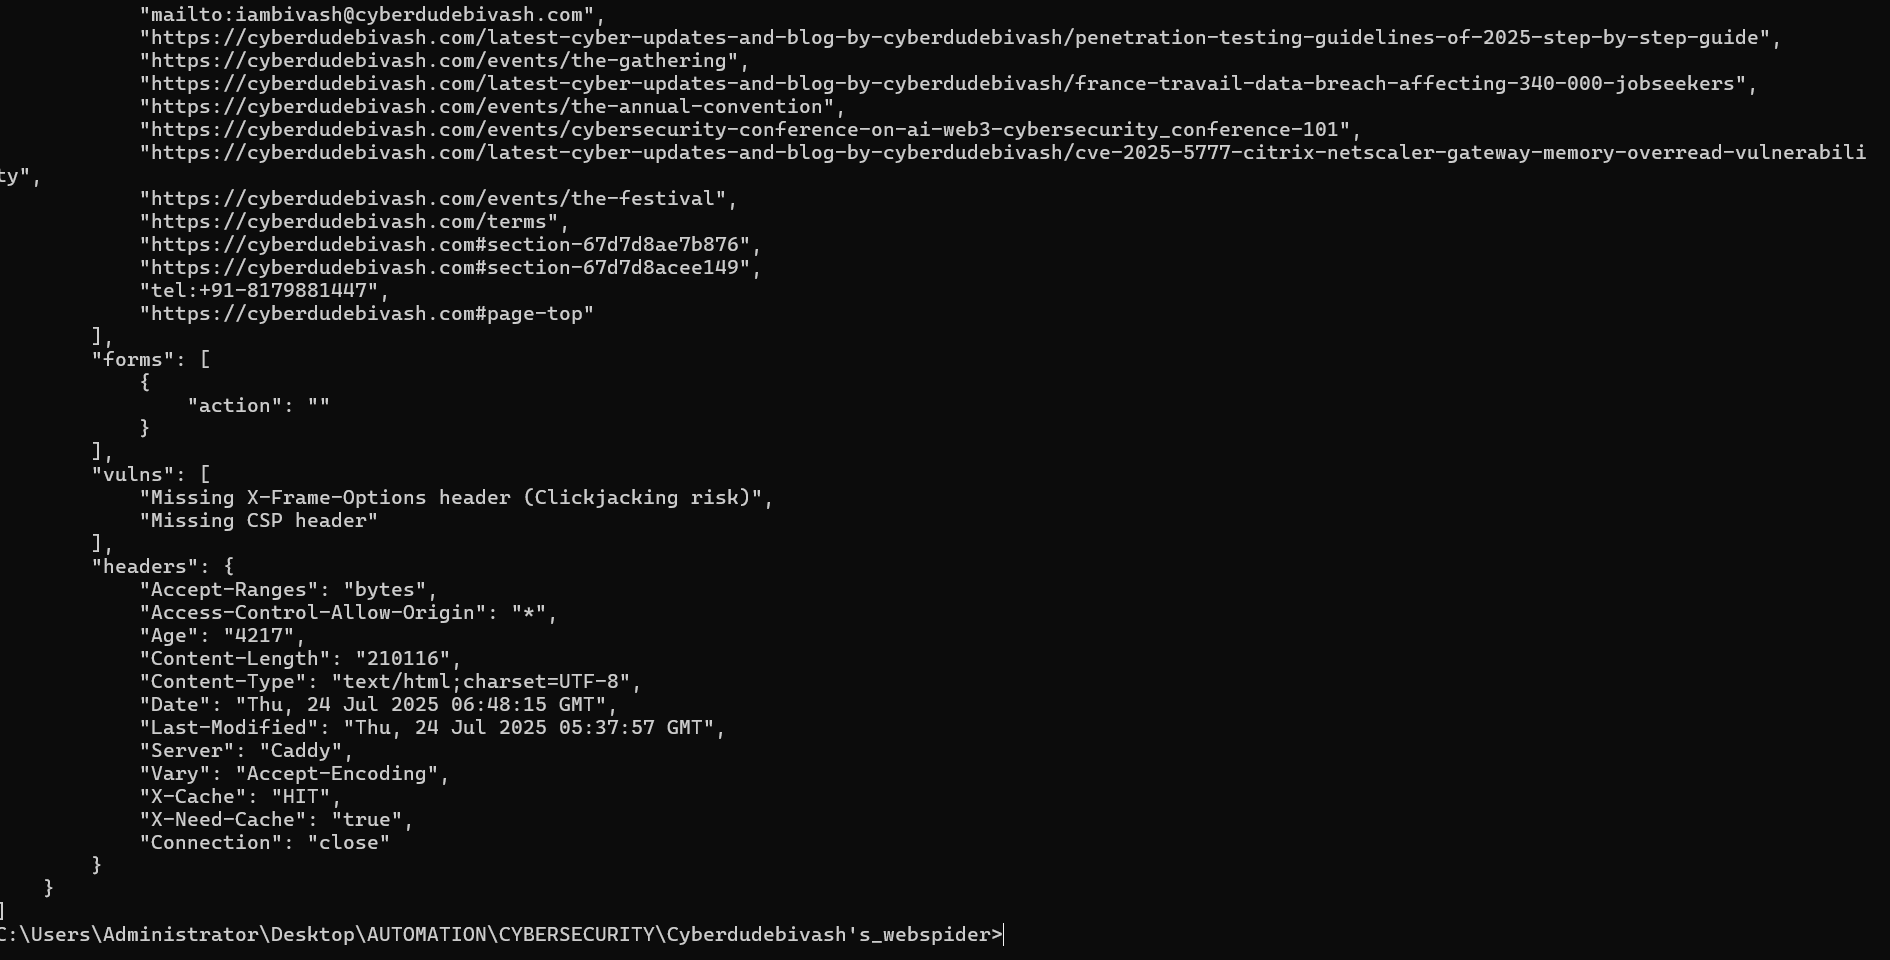 "mailto:iambivash@cyberdudebivash.com",
"https://cyberdudebivash.com/latest-cyber-updates-and-blog-by-cyberdudebivash/penetration-testing-guidelines-of-2025-step-by-step-guide",
"https://cyberdudebivash.com/events/the-gathering",
"https://cyberdudebivash.com/latest-cyber-updates-and-blog-by-cyberdudebivash/france-travail-data-breach-affecting-340-000-jobseekers",
"https://cyberdudebivash.com/events/the-annual-convention",
"https://cyberdudebivash.com/events/cybersecurity-conference-on-ai-web3-cybersecurity_conference-101",
"https://cyberdudebivash.com/latest-cyber-updates-and-blog-by-cyberdudebivash/cve-2025-5777-citrix-netscaler-gateway-memory-overread-vulnerabili
ty",
"https://cyberdudebivash.com/events/the-festival",
"https://cyberdudebivash.com/terms",
"https://cyberdudebivash.com#section-67d7d8ae7b876",
"https://cyberdudebivash.com#section-67d7d8acee149",
"tel:+91-8179881447",
"https://cyberdudebivash.com#page-top"
],
"forms": [
{
"action": ""
}
],
"vulns": [
"Missing X-Frame-Options header (Clickjacking risk)",
"Missing CSP header"
],
"headers": {
"Accept-Ranges": "bytes",
"Access-Control-Allow-Origin": "*",
"Age": "4217",
"Content-Length": "210116",
"Content-Type": "text/html;charset=UTF-8",
"Date": "Thu, 24 Jul 2025 06:48:15 GMT",
"Last-Modified": "Thu, 24 Jul 2025 05:37:57 GMT",
"Server": "Caddy",
"Vary": "Accept-Encoding",
"X-Cache": "HIT",
"X-Need-Cache": "true",
"Connection": "close"
}
}
]
C:\Users\Administrator\Desktop\AUTOMATION\CYBERSECURITY\Cyberdudebivash's_webspider>